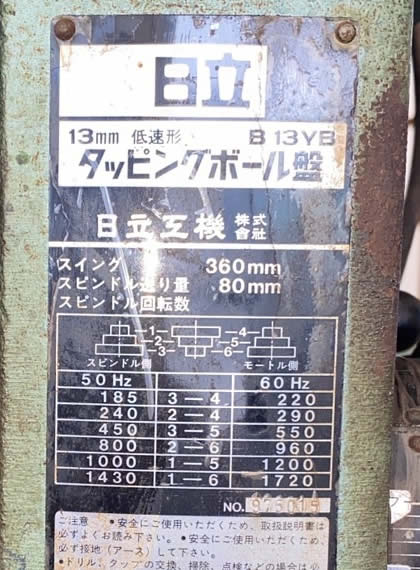 日立
13mm 低速形 B 13YB
タッピングボール盤
日立工機 株式會社
スイング 360mm
スピンドル送り量 80mm
スピンドル回転数
1 4
2 5
3 6
スピンドル側 モートル側
50 Hz 60 Hz
185 3-4 220
240 2-4 290
450 3-5 550
800 2-6 960
1000 1-5 1200
1430 1-6 1720
NO.
ご注意 ●安全にご使用いただくため、取扱説明書は
必ずよくお読み下さい。●安全にご使用いただくため、
必ず接地(アース)して下さい。
●ドリル、タップの交換、掃除、点検などの場合は必